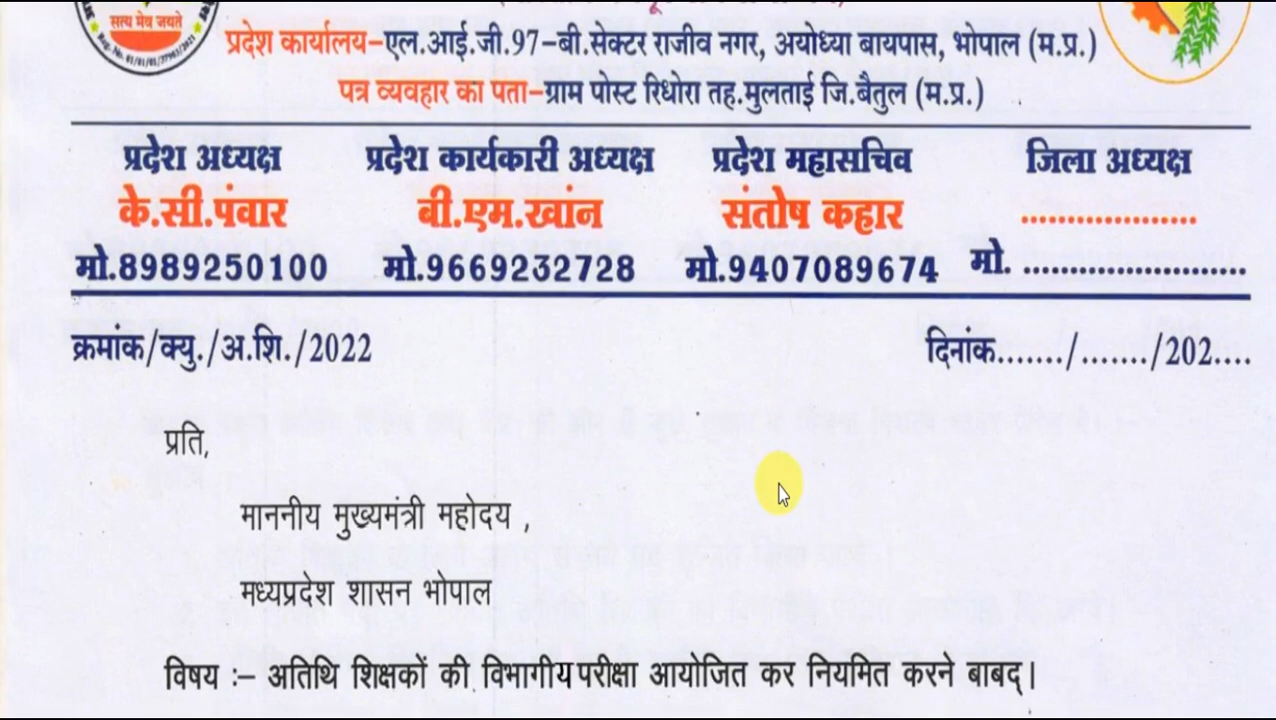 सत्य मेव जयते
प्रदेश कार्यालय–एल.आई.जी.97–बी.सेक्टर राजीव नगर, अयोध्या बायपास, भोपाल (म.प्र.)
पत्र व्यवहार का पता–ग्राम पोस्ट रिधोरा तह.मुलताई जि.बैतुल (म.प्र.)
प्रदेश अध्यक्ष प्रदेश कार्यकारी अध्यक्ष प्रदेश महासचिव जिला अध्यक्ष
के.सी.पंवार बी.एम.खांन संतोष कहार ...................
मो.8989250100 मो.9669232728 मो.9407089674 मो. .......................
क्रमांक/क्यु./अ.शि./2022 दिनांक......./......./202....
प्रति,
माननीय मुख्यमंत्री महोदय ,
मध्यप्रदेश शासन भोपाल
विषय :– अतिथि शिक्षकों की विभागीय परीक्षा आयोजित कर नियमित करने बाबद्।